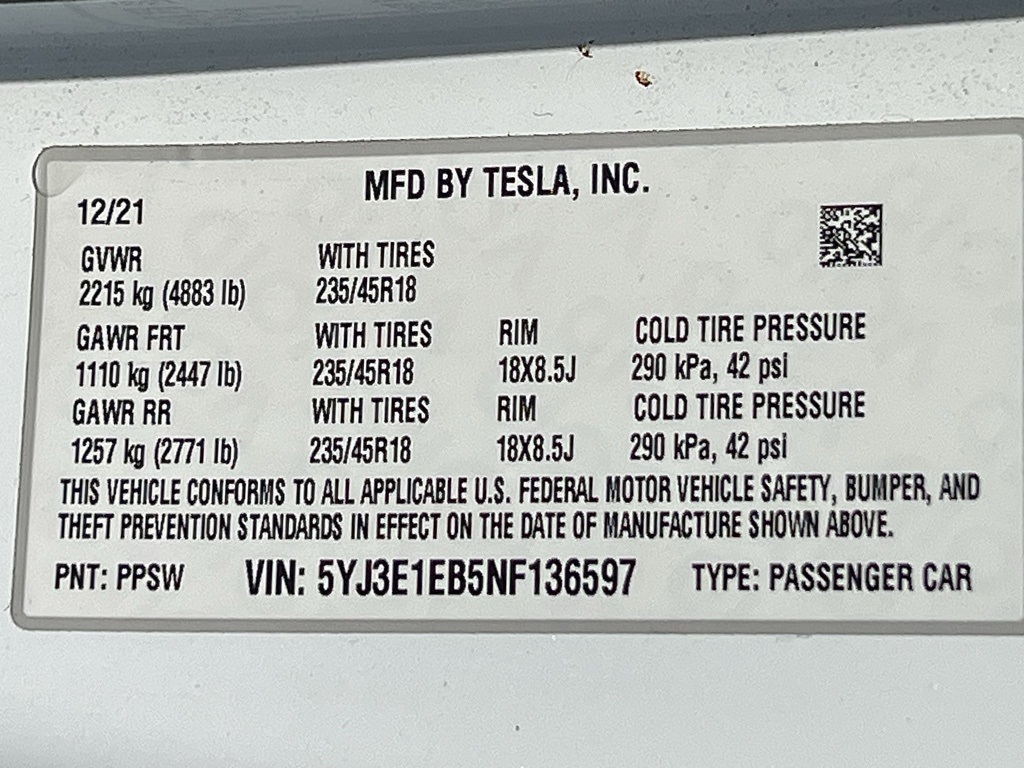 MFD BY TESLA, INC.
12/21
GVWR WITH TIRES
2215 kg (4883 lb) 235/45R18
GAWR FRT WITH TIRES RIM COLD TIRE PRESSURE
1110 kg (2447 lb) 235/45R18 18X8.5J 290 kPa, 42 psi
GAWR RR WITH TIRES RIM COLD TIRE PRESSURE
1257 kg (2771 lb) 235/45R18 18X8.5J 290 kPa, 42 psi
THIS VEHICLE CONFORMS TO ALL APPLICABLE U.S. FEDERAL MOTOR VEHICLE SAFETY, BUMPER, AND
THEFT PREVENTION STANDARDS IN EFFECT ON THE DATE OF MANUFACTURE SHOWN ABOVE.
PNT: PPSW VIN: 5YJ3E1EB5NF136597 TYPE: PASSENGER CAR